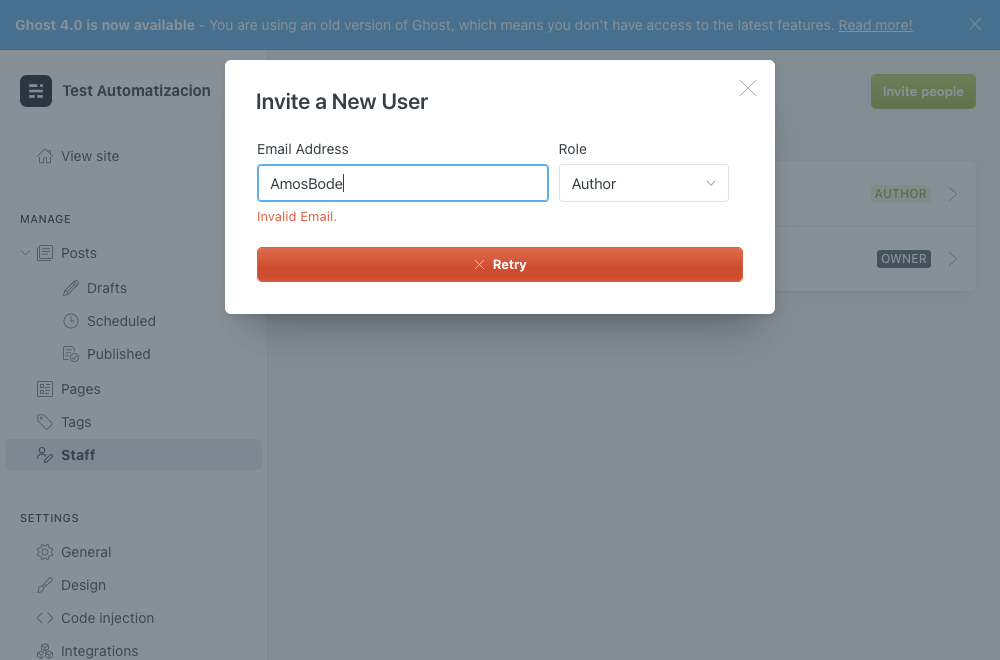 Ghost 4.0 is now available - You are using an old version of Ghost, which means you don't have access to the latest features. Read more!
Test Automatizacion
View site
MANAGE
Posts
Drafts
Scheduled
Published
Pages
Tags
Staff
SETTINGS
General
Design
Code injection
Integrations
Invite people
AUTHOR
OWNER
Invite a New User
Email Address
Role
AmosBode
Author
Invalid Email.
Retry